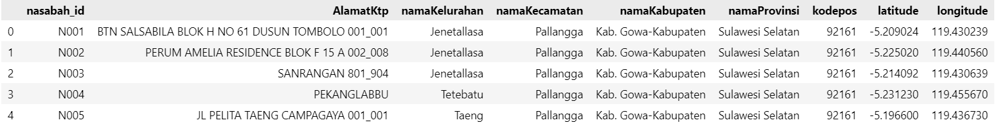 nasabah_id AlamatKtp namaKelurahan namaKecamatan namaKabupaten namaProvinsi kodepos latitude longitude
0 N001 BTN SALSABILA BLOK H NO 61 DUSUN TOMBOLO 001_001 Jenetallasa Pallangga Kab. Gowa-Kabupaten Sulawesi Selatan 92161 -5.209024 119.430239
1 N002 PERUM AMELIA RESIDENCE BLOK F 15 A 002_008 Jenetallasa Pallangga Kab. Gowa-Kabupaten Sulawesi Selatan 92161 -5.225020 119.440560
2 N003 SANRANGAN 801_904 Jenetallasa Pallangga Kab. Gowa-Kabupaten Sulawesi Selatan 92161 -5.214092 119.430639
3 N004 PEKANGLABBU Tetebatu Pallangga Kab. Gowa-Kabupaten Sulawesi Selatan 92161 -5.231230 119.455670
4 N005 JL PELITA TAENG CAMPAGAYA 001_001 Taeng Pallangga Kab. Gowa-Kabupaten Sulawesi Selatan 92161 -5.196600 119.436730